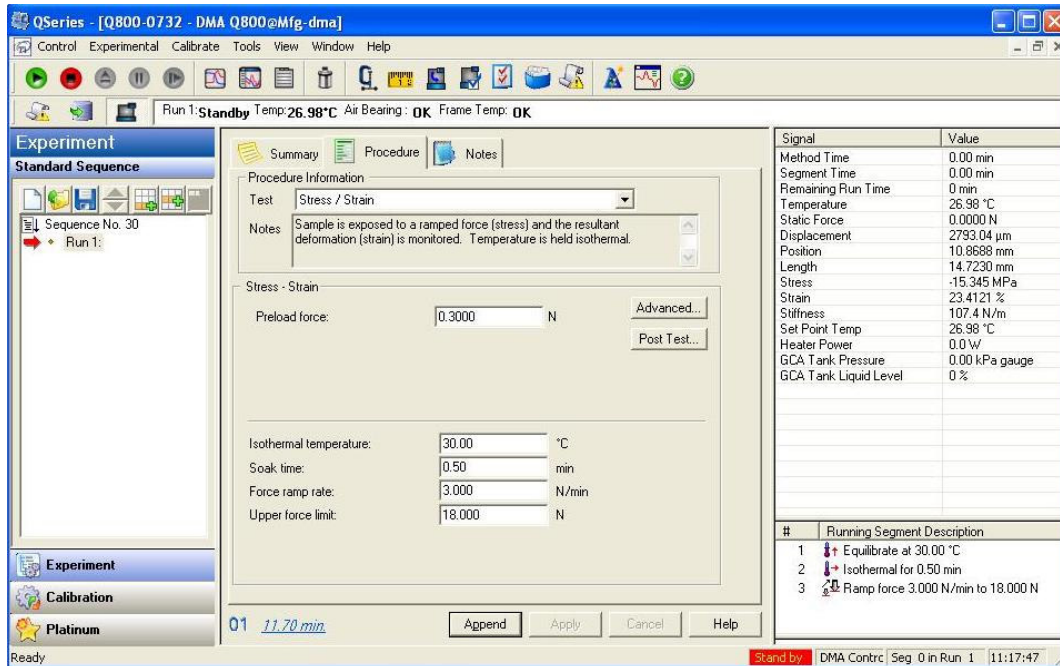 QSeries - [Q800-0732 - DMA Q800@Mfg-dma]
Control Experimental Calibrate Tools View Window Help
Run 1: Standby Temp: 26.98°C Air Bearing: OK Frame Temp: OK
Experiment
Standard Sequence
Sequence No. 30
Run 1:
Experiment
Calibration
Platinum
Summary Procedure Notes
Procedure Information
Test Stress / Strain
Notes Sample is exposed to a ramped force (stress) and the resultant
deformation (strain) is monitored. Temperature is held isothermal.
Stress - Strain
Preload force: 0.3000 N
Advanced...
Post Test...
Isothermal temperature: 30.00 °C
Soak time: 0.50 min
Force ramp rate: 3.000 N/min
Upper force limit: 18.000 N
01 11.70 min. Append Apply Cancel Help
Signal Value
Method Time 0.00 min
Segment Time 0.00 min
Remaining Run Time 0 min
Temperature 26.98 °C
Static Force 0.0000 N
Displacement 2793.04 µm
Position 10.8688 mm
Length 14.7230 mm
Stress -15.345 MPa
Strain 23.4121 %
Stiffness 107.4 N/m
Set Point Temp 26.98 °C
Heater Power 0.0 W
GCA Tank Pressure 0.00 kPa gauge
GCA Tank Liquid Level 0 %
# Running Segment Description
1 Equilibrate at 30.00 °C
2 Isothermal for 0.50 min
3 Ramp force 3.000 N/min to 18.000 N
Ready Stand by DMA Contrc Seg 0 in Run 1 11:17:47